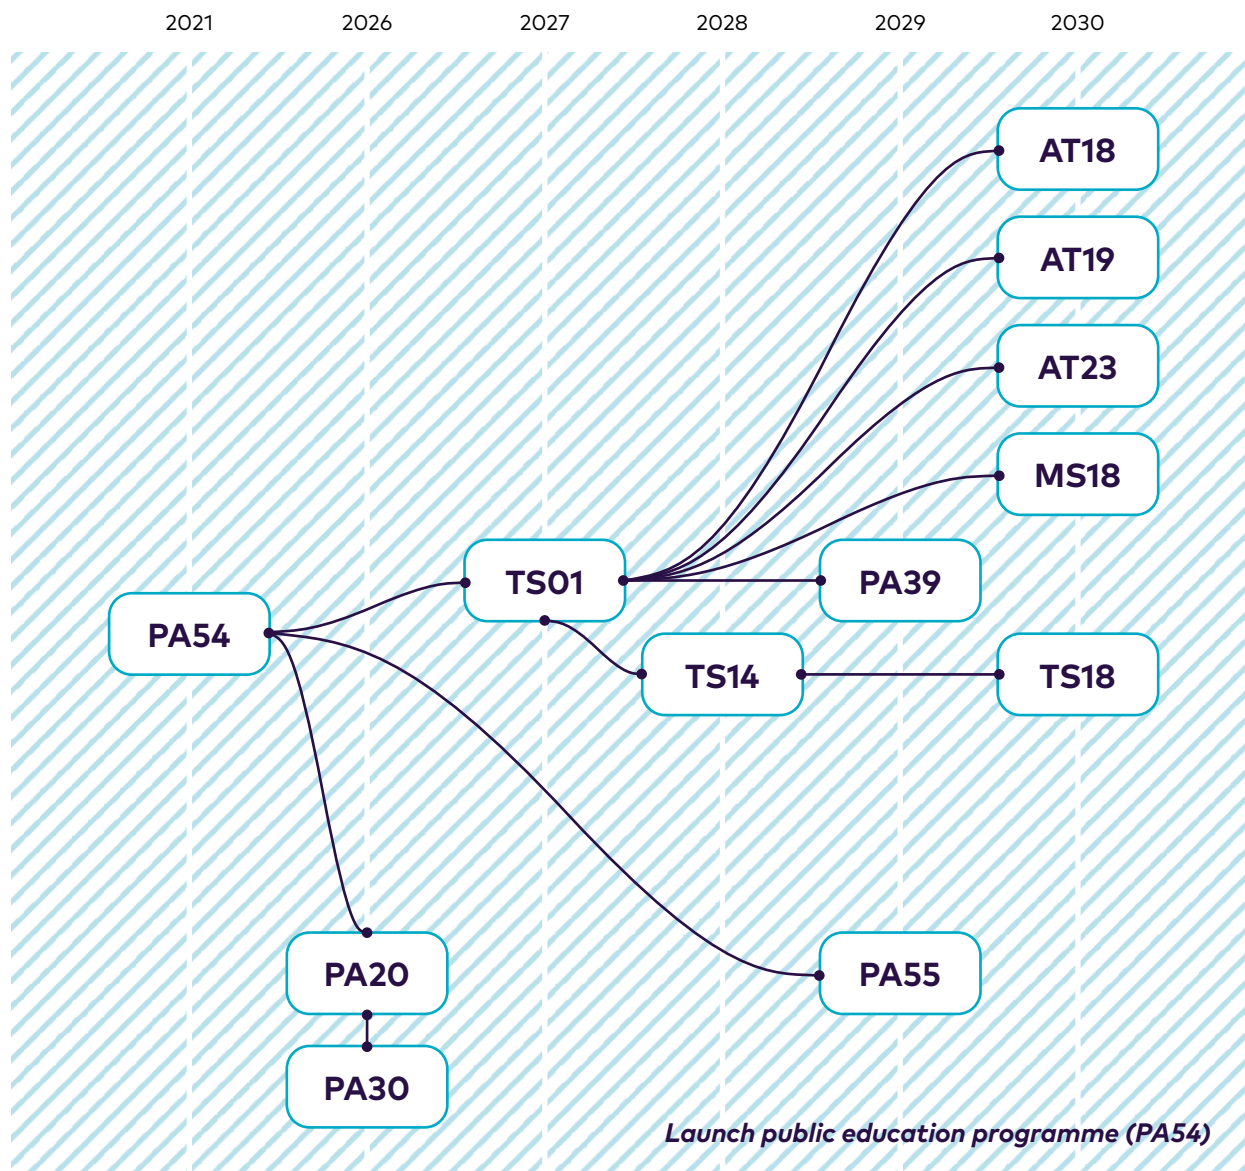 2021 2026 2027 2028 2029 2030
AT18
AT19
AT23
MS18
TS01 PA39
PA54
TS14 TS18
PA20 PA55
PA30
Launch public education programme (PA54)